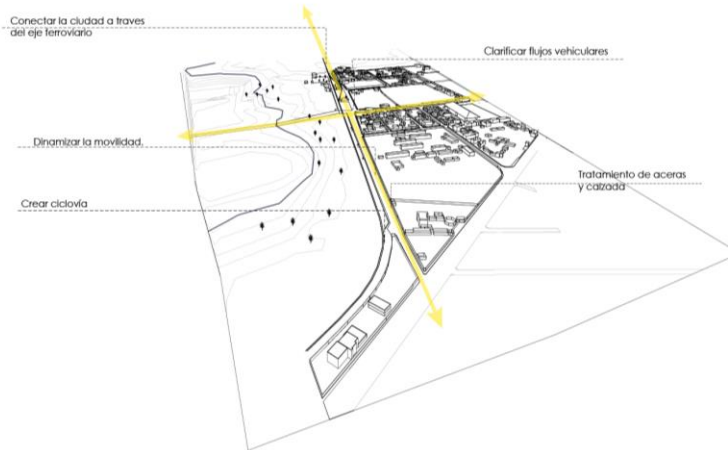 Conectar la ciudad a traves
del eje ferroviario
Clarificar flujos vehiculares
Dinamizar la movilidad.
Tratamiento de aceras
y calzada
Crear ciclovía